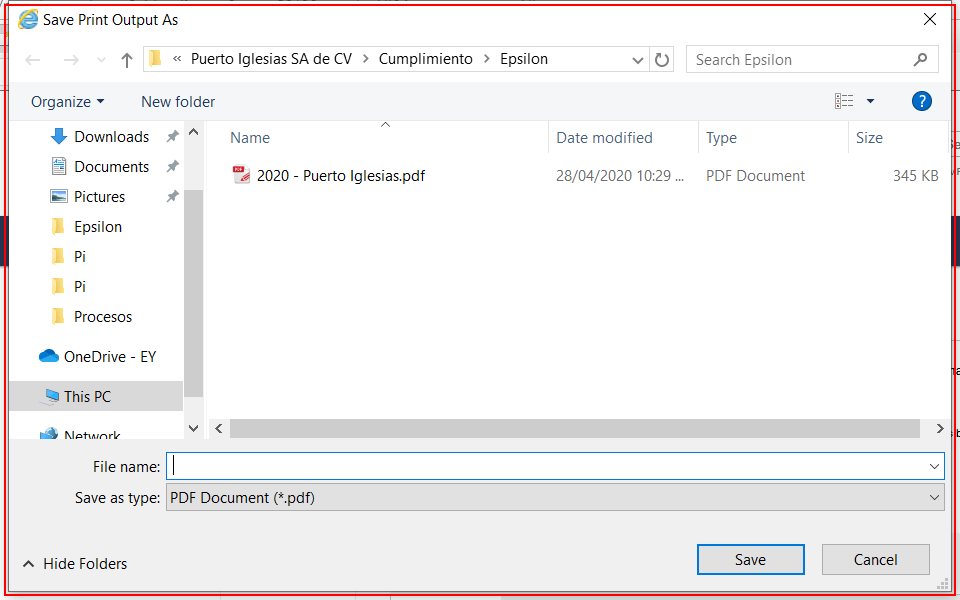 Save Print Output As
« Puerto Iglesias SA de CV > Cumplimiento > Epsilon
Search Epsilon
Organize
New folder
?
Name
Date modified
Type
Size
Downloads
Documents
Pictures
Epsilon
Pi
Pi
Procesos
OneDrive - EY
This PC
Network
2020 - Puerto Iglesias.pdf
28/04/2020 10:29 ...
PDF Document
345 KB
File name:
Save as type:
PDF Document (*.pdf)
Hide Folders
Save
Cancel